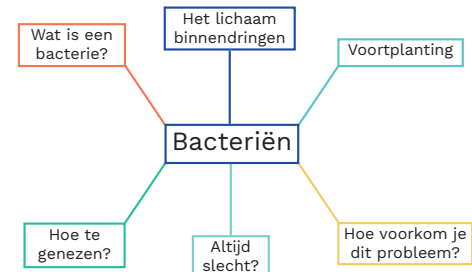 Het lichaam
binnendringen
Wat is een
bacterie?
Voortplanting
Bacteriën
Hoe te
genezen?
Altijd
slecht?
Hoe voorkom je
dit probleem?